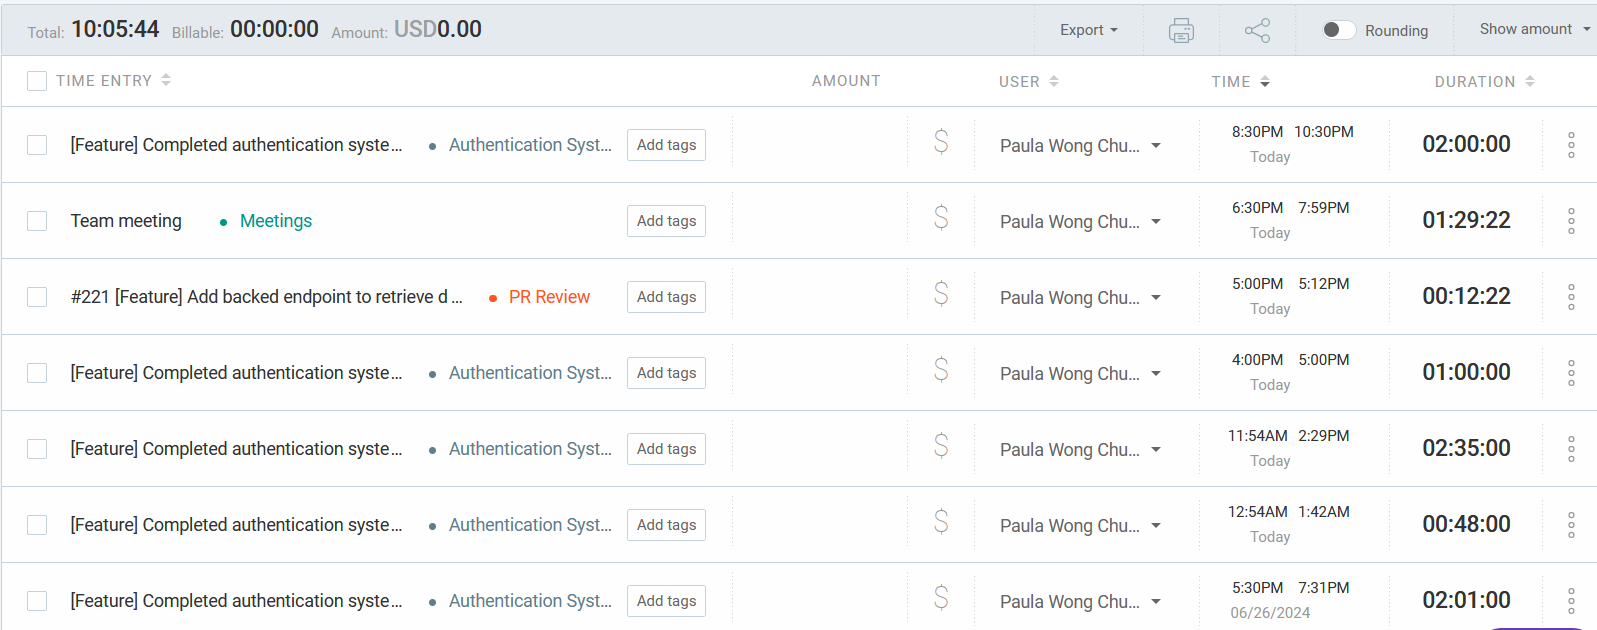 Total: 10:05:44 Billable: 00:00:00 Amount: USD0.00 Export Rounding Show amount
TIME ENTRY AMOUNT USER TIME DURATION
[Feature] Completed authentication syste... Authentication Syst... Add tags $ Paula Wong Chu... 8:30PM 10:30PM 02:00:00
Today
Team meeting Meetings Add tags $ Paula Wong Chu... 6:30PM 7:59PM 01:29:22
Today
#221 [Feature] Add backed endpoint to retrieve d ... PR Review Add tags $ Paula Wong Chu... 5:00PM 5:12PM 00:12:22
Today
[Feature] Completed authentication syste... Authentication Syst... Add tags $ Paula Wong Chu... 4:00PM 5:00PM 01:00:00
Today
[Feature] Completed authentication syste... Authentication Syst... Add tags $ Paula Wong Chu... 11:54AM 2:29PM 02:35:00
Today
[Feature] Completed authentication syste... Authentication Syst... Add tags $ Paula Wong Chu... 12:54AM 1:42AM 00:48:00
Today
[Feature] Completed authentication syste... Authentication Syst... Add tags $ Paula Wong Chu... 5:30PM 7:31PM 02:01:00
06/26/2024